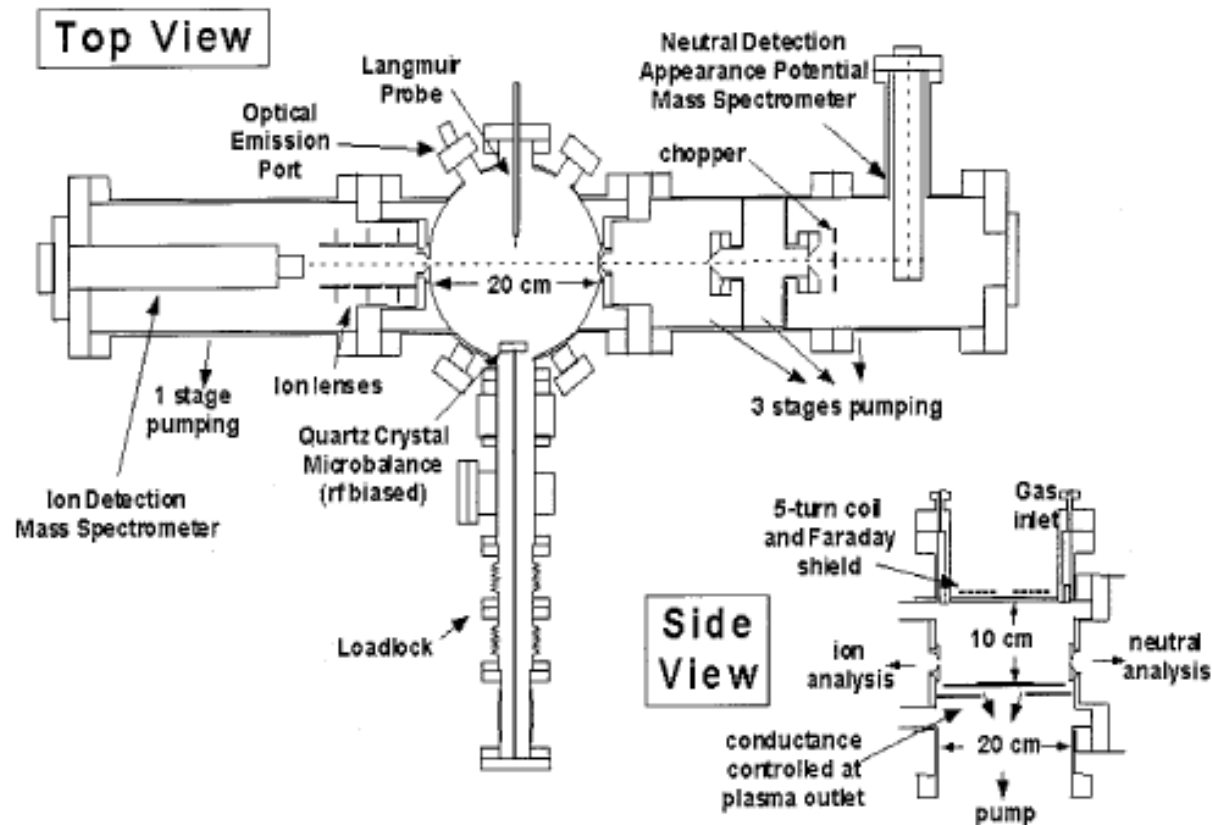 Top View
Langmuir
Probe
Optical
Emission
Port
Neutral Detection
Appearance Potential
Mass Spectrometer
chopper
20 cm
1 stage
pumping
Ion lenses
3 stages pumping
Quartz Crystal
Microbalance
(rf biased)
Ion Detection
Mass Spectrometer
Loadlock
Side
View
5-turn coil
and Faraday
shield
Gas
inlet
10 cm
ion
analysis
neutral
analysis
20 cm
conductance
controlled at
plasma outlet
pump